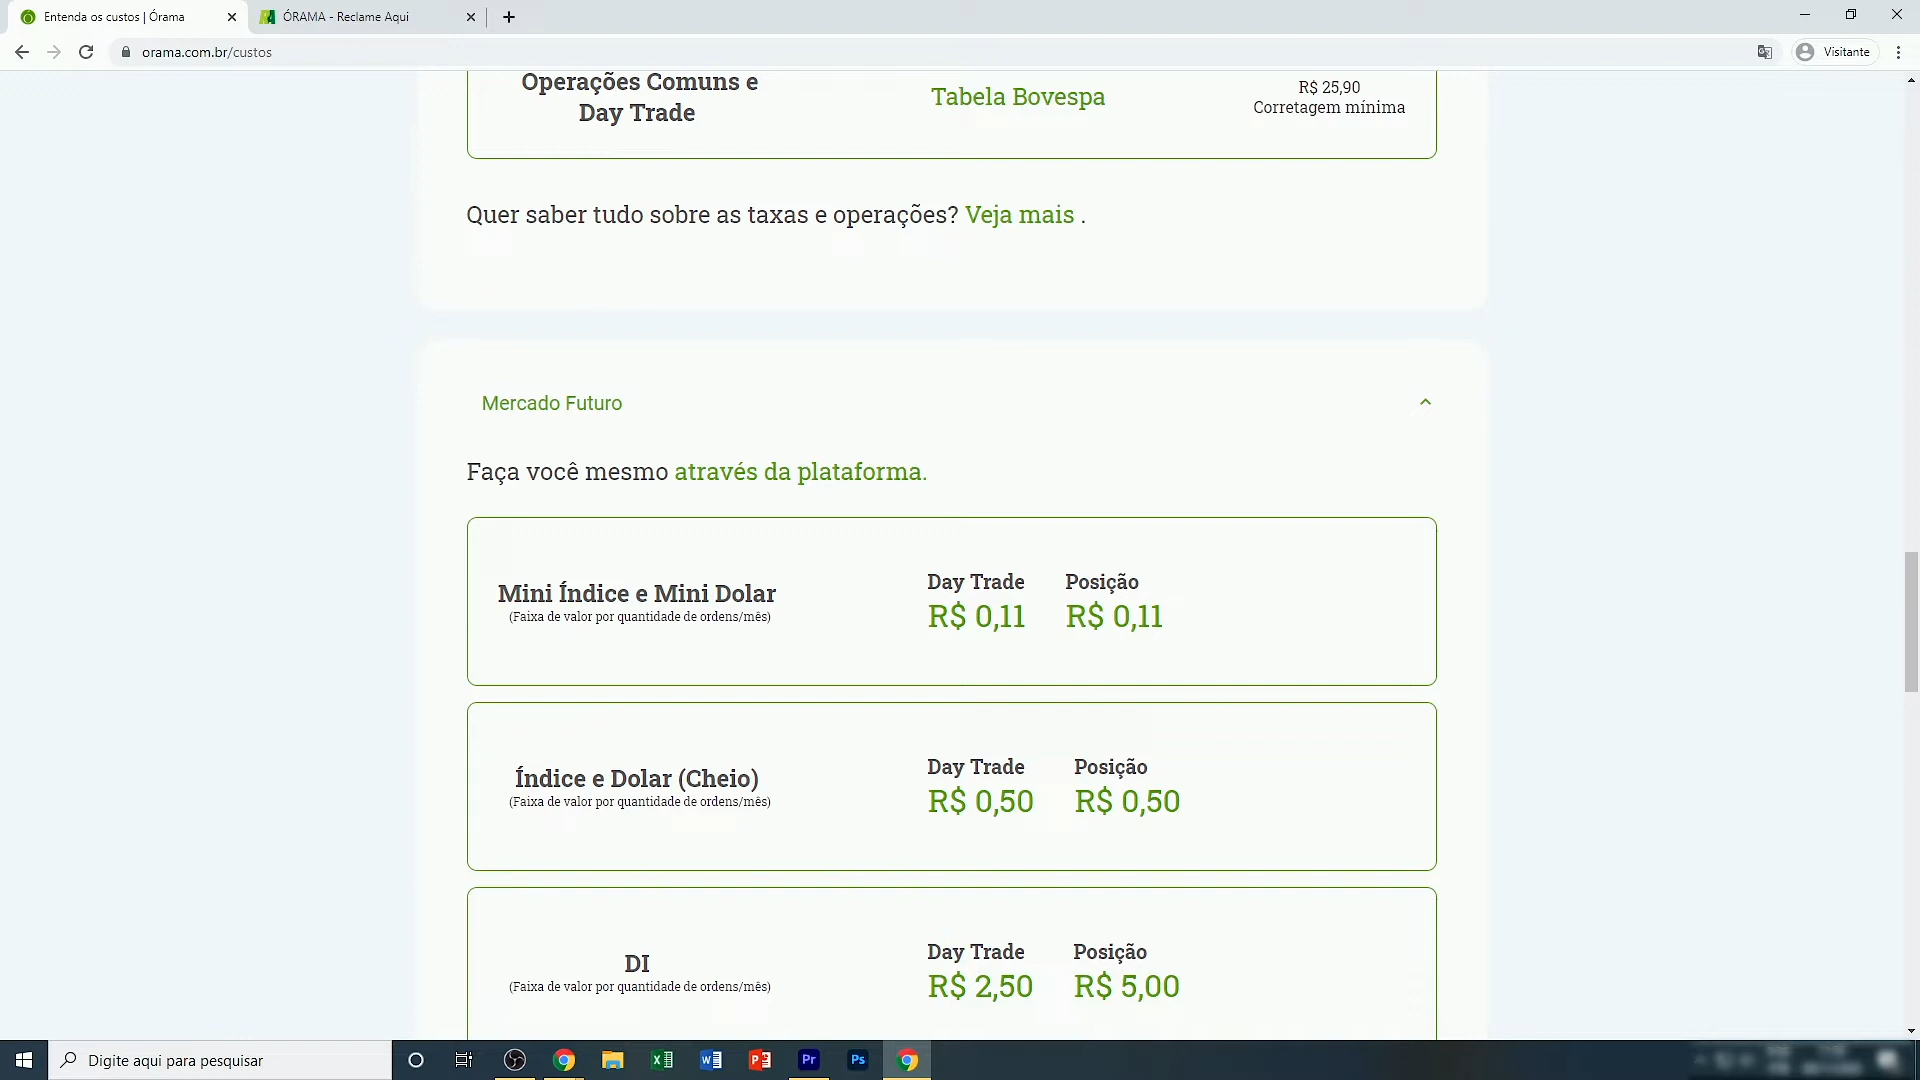 Entenda os custos | Órama
ÓRAMA - Reclame Aqui
orama.com.br/custos
Visitante
Operações Comuns e
Day Trade
Tabela Bovespa
R$ 25,90
Corretagem mínima
Quer saber tudo sobre as taxas e operações? Veja mais .
Mercado Futuro
Faça você mesmo através da plataforma.
Mini Índice e Mini Dolar
(Faixa de valor por quantidade de ordens/mês)
Day Trade
R$ 0,11
Posição
R$ 0,11
Índice e Dolar (Cheio)
(Faixa de valor por quantidade de ordens/mês)
Day Trade
R$ 0,50
Posição
R$ 0,50
DI
(Faixa de valor por quantidade de ordens/mês)
Day Trade
R$ 2,50
Posição
R$ 5,00
Digite aqui para pesquisar
Pr
Ps